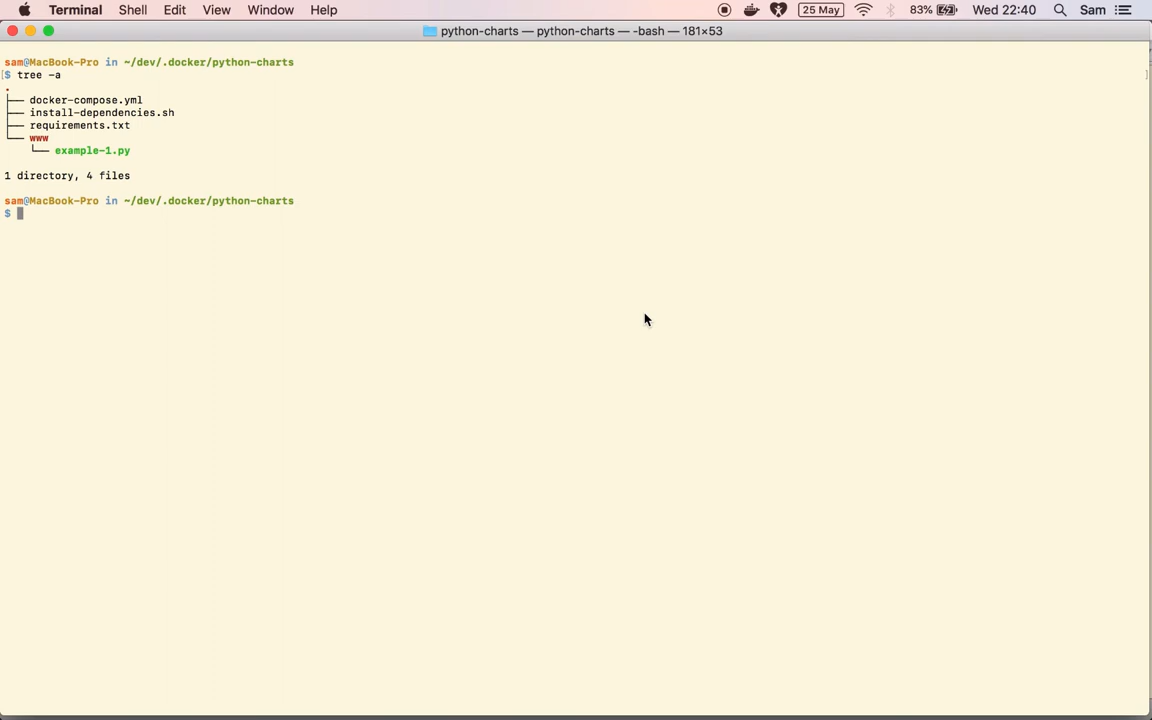 Terminal Shell Edit View Window Help 25 May 83% Wed 22:40 Sam
python-charts — python-charts — -bash — 181×53
sam@MacBook-Pro in ~/dev/.docker/python-charts
[$ tree -a ]
.
├── docker-compose.yml
├── install-dependencies.sh
├── requirements.txt
└── www
    └── example-1.py
1 directory, 4 files
sam@MacBook-Pro in ~/dev/.docker/python-charts
$